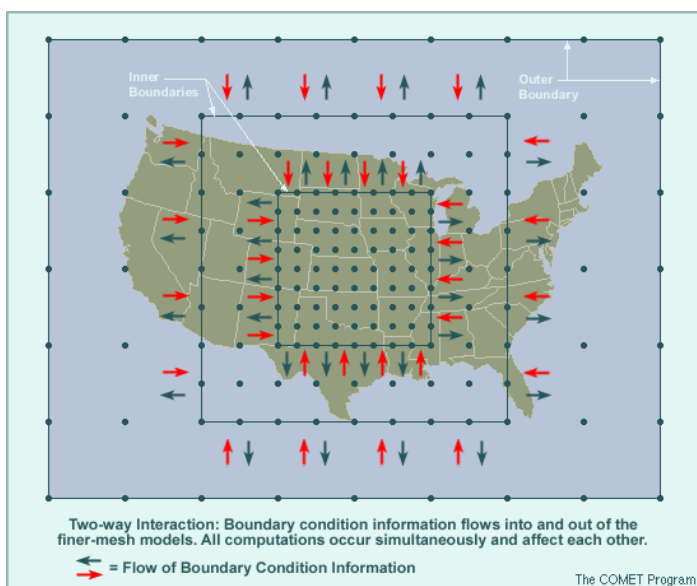 Inner
Boundaries
Outer
Boundary
Two-way Interaction: Boundary condition information flows into and out of the
finer-mesh models. All computations occur simultaneously and affect each other.
= Flow of Boundary Condition Information
The COMET Program